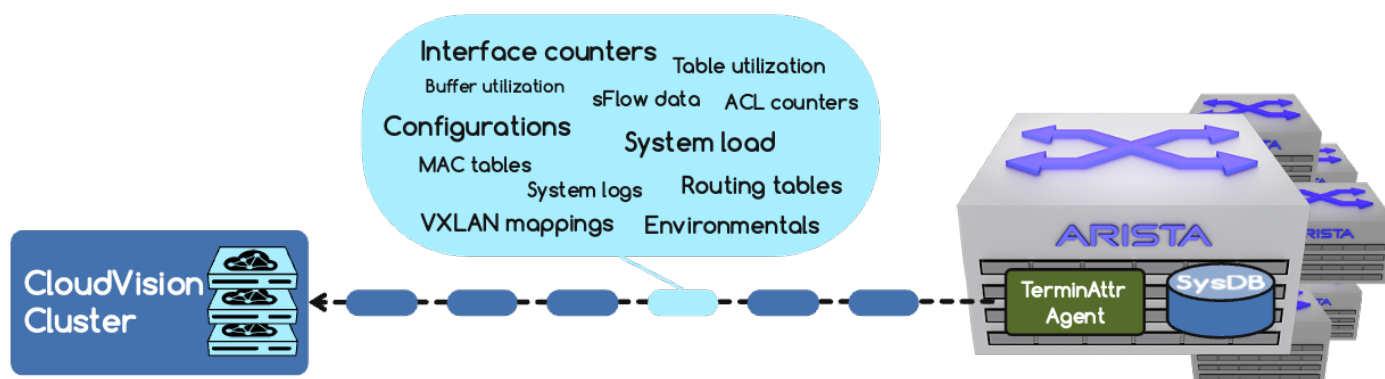 Interface counters
Table utilization
Buffer utilization
sFlow data
ACL counters
Configurations
System load
MAC tables
System logs
Routing tables
VXLAN mappings
Environmentals
CloudVision
Cluster
ARISTA
TerminAttr
Agent
SysDB
ARISTA